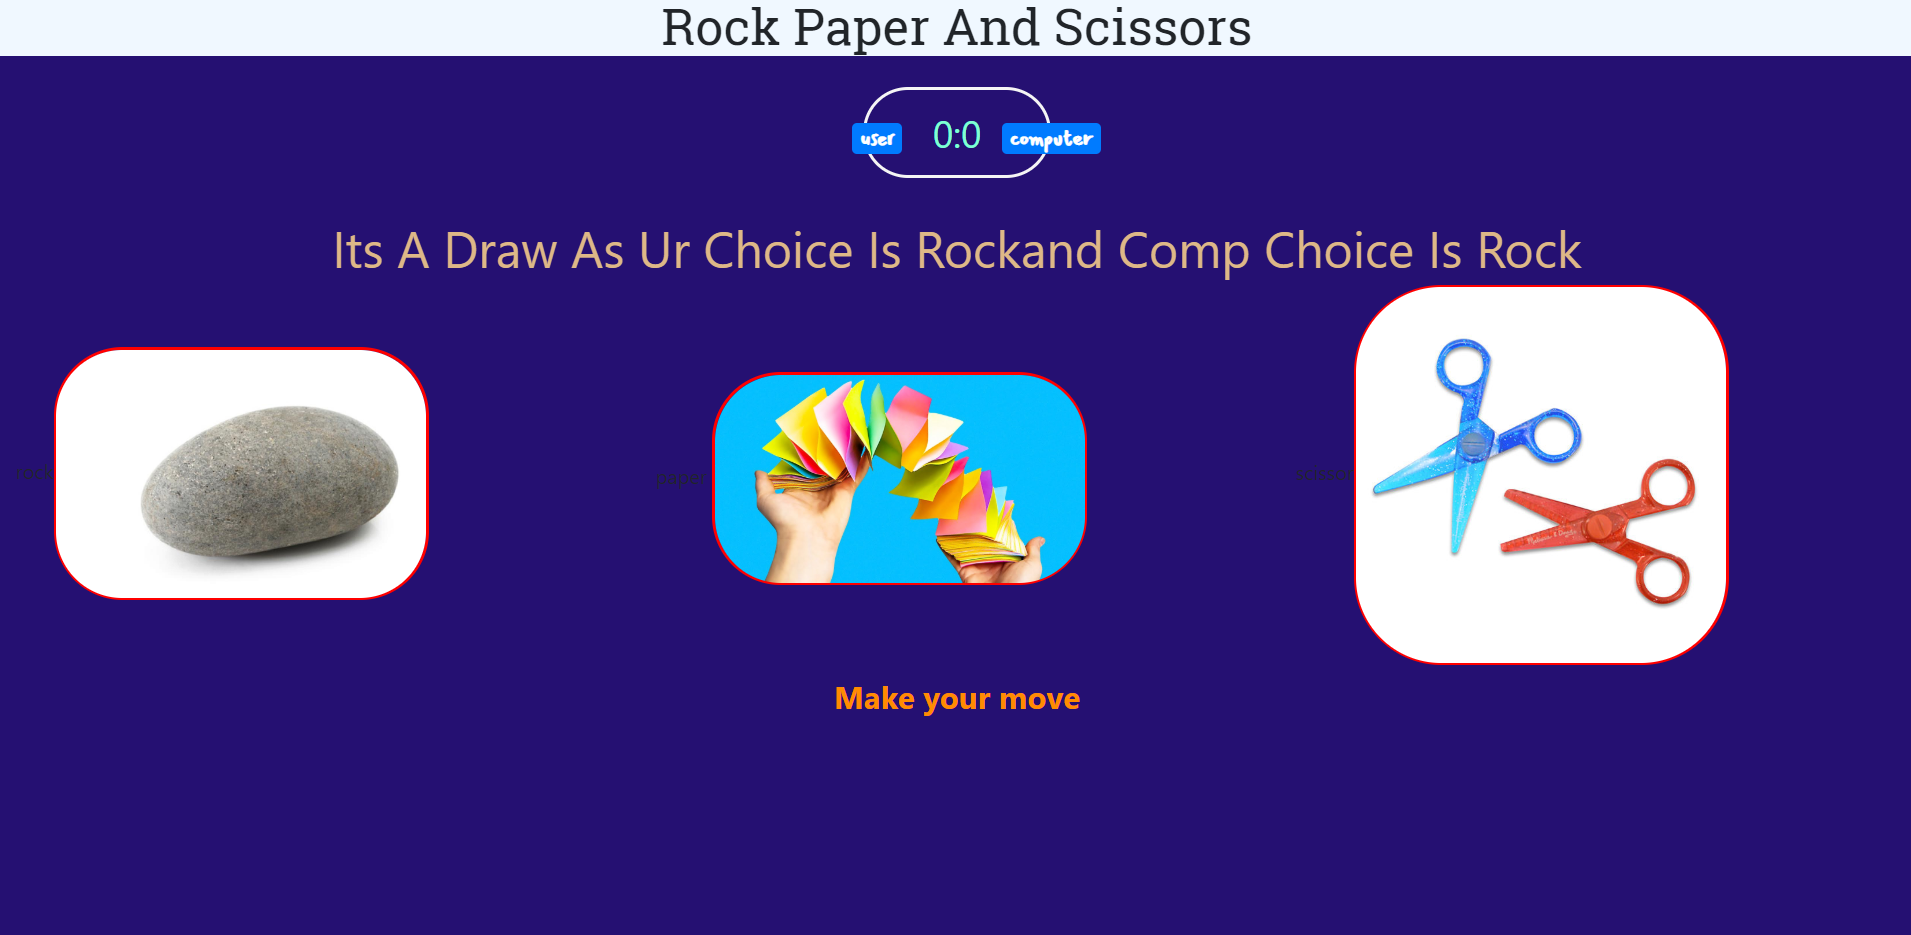 Rock Paper And Scissors
user 0:0 computer
Its A Draw As Ur Choice Is Rockand Comp Choice Is Rock
rock
paper
Make your move